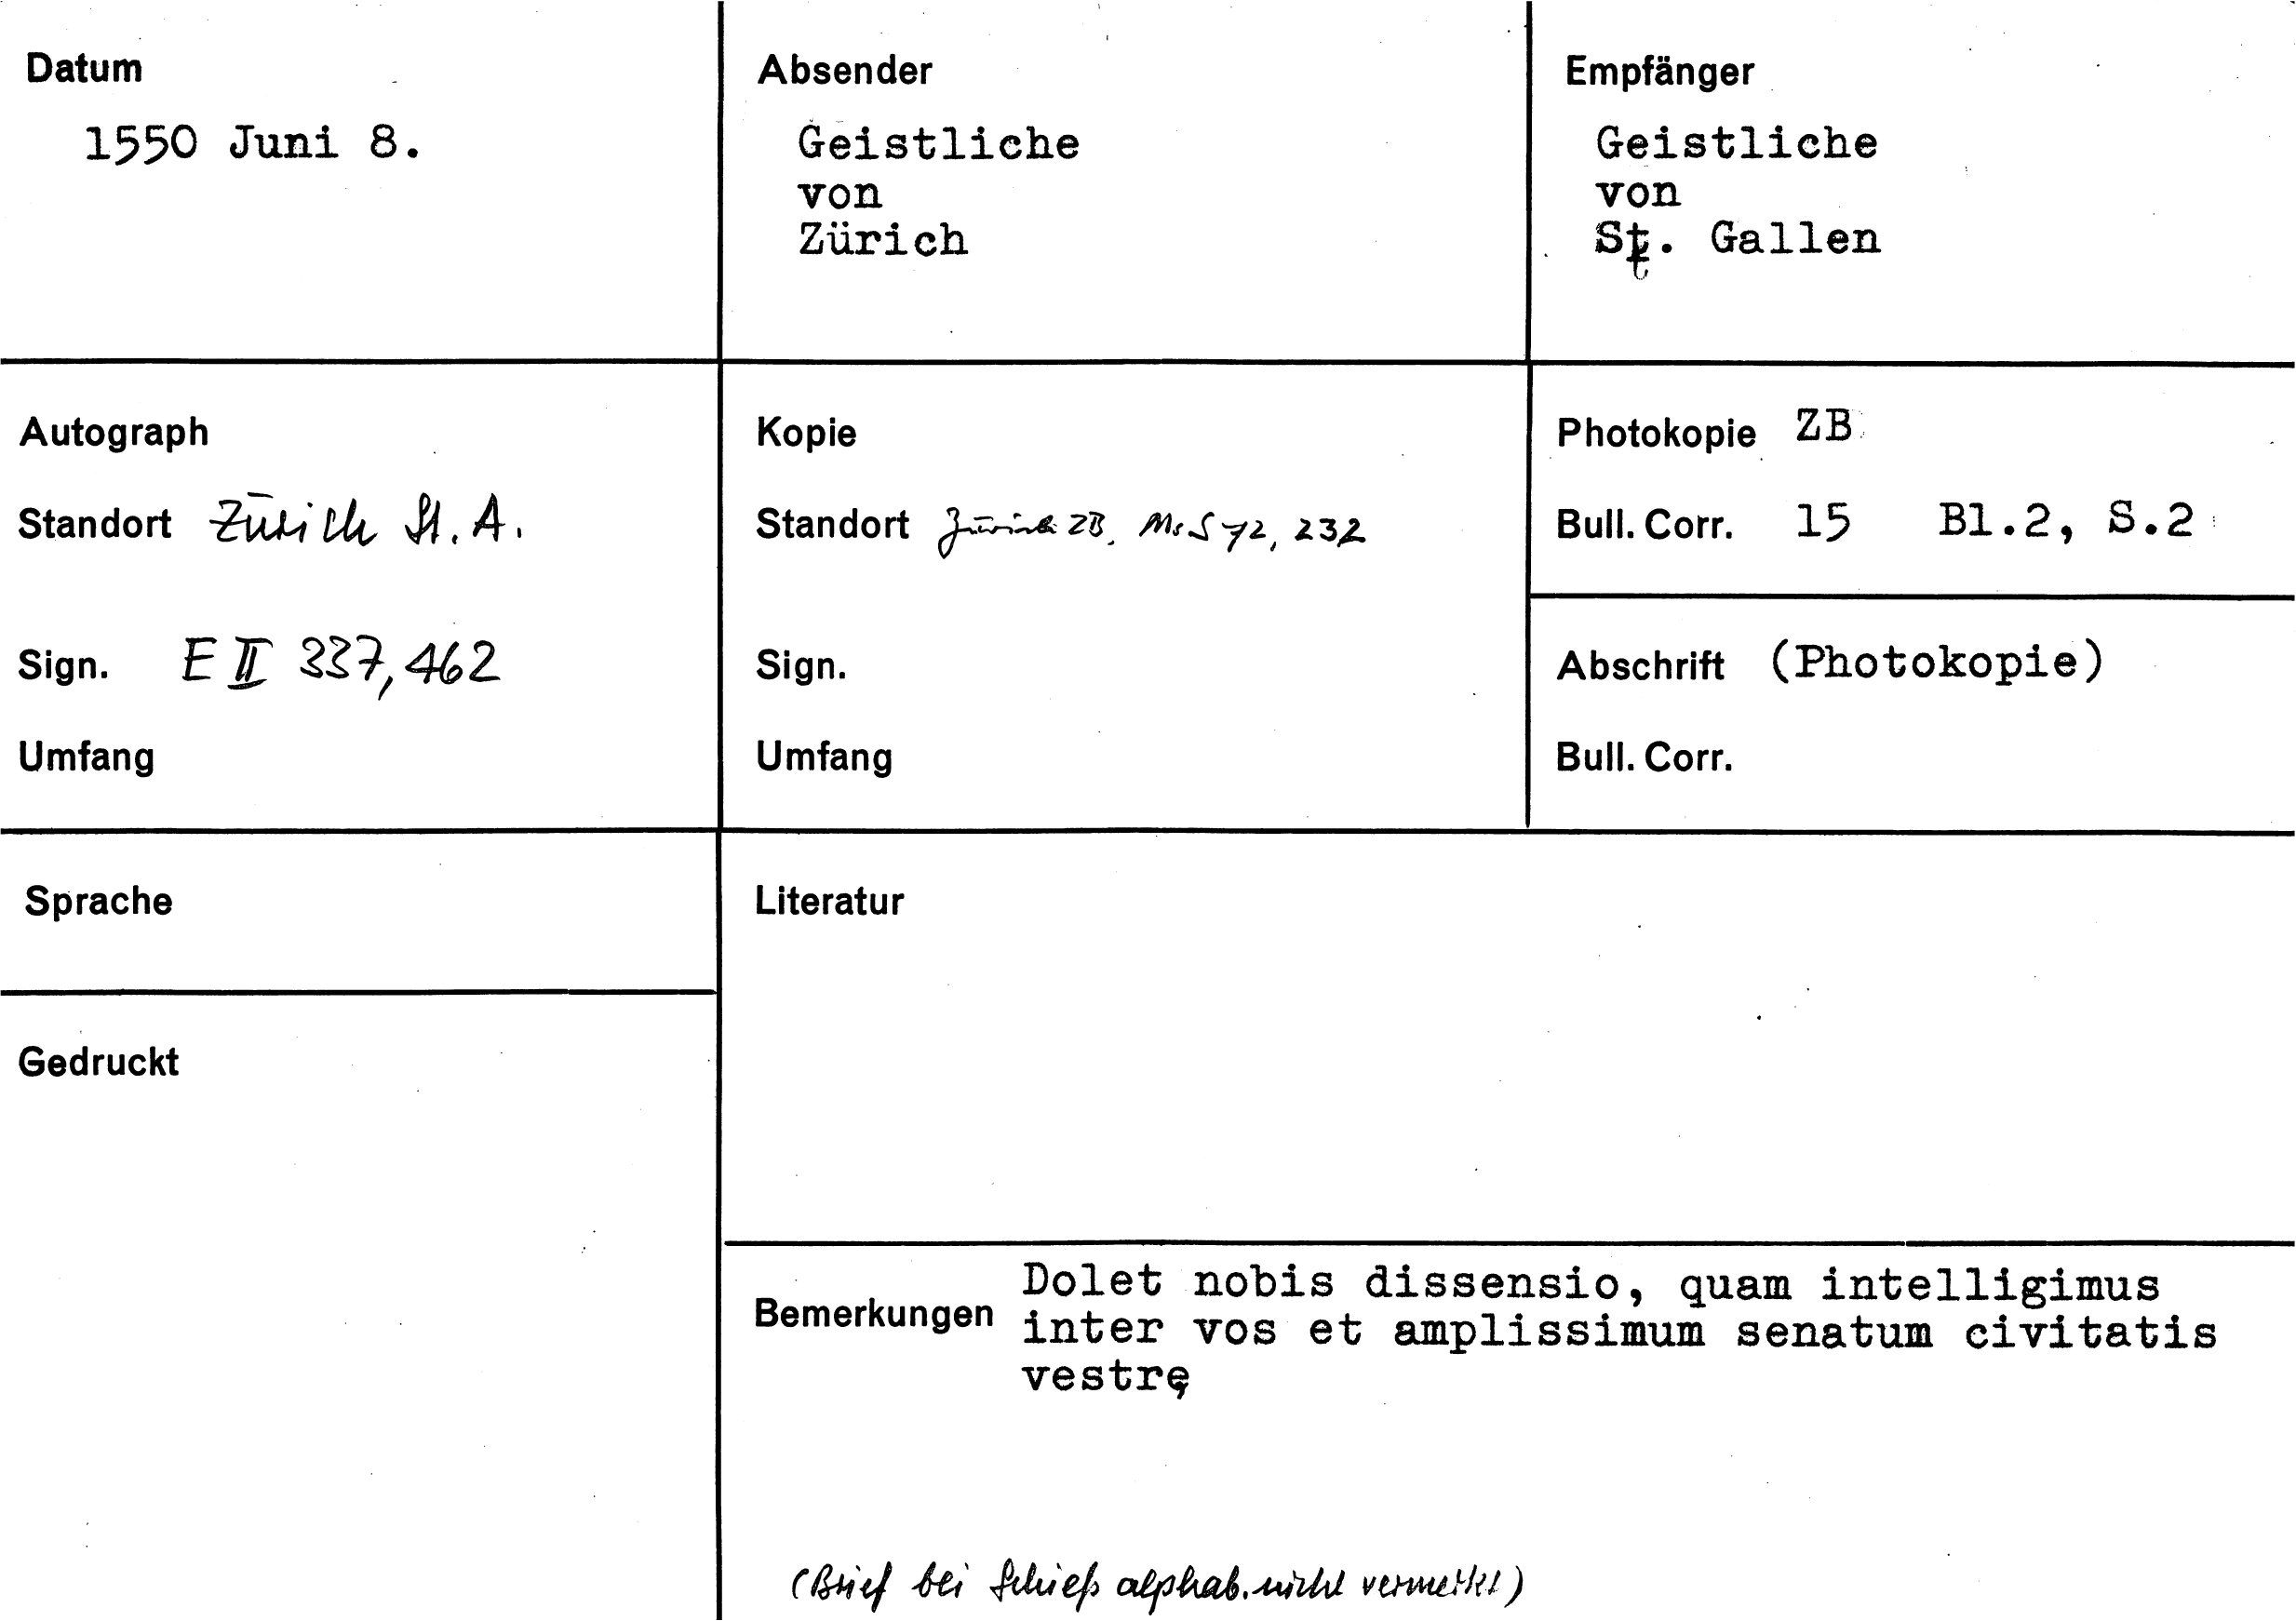 Datum
1550 Juni 8.
Absender
Geistliche
von
Zürich
Empfänger
Geistliche
von
St. Gallen
Autograph
Standort Zürich St. A.
Sign. E II 337, 462
Umfang
Kopie
Standort Zürich ZB, Ms S 72, 232
Sign.
Umfang
Photokopie ZB
Bull. Corr. 15 Bl.2, S.2
Abschrift (Photokopie)
Bull. Corr.
Sprache
Gedruckt
Literatur
Bemerkungen
Dolet nobis dissensio, quam intelligimus
inter vos et amplissimum senatum civitatis
vestrę
(Brief bei Schieß alphab. nicht vermerkt)